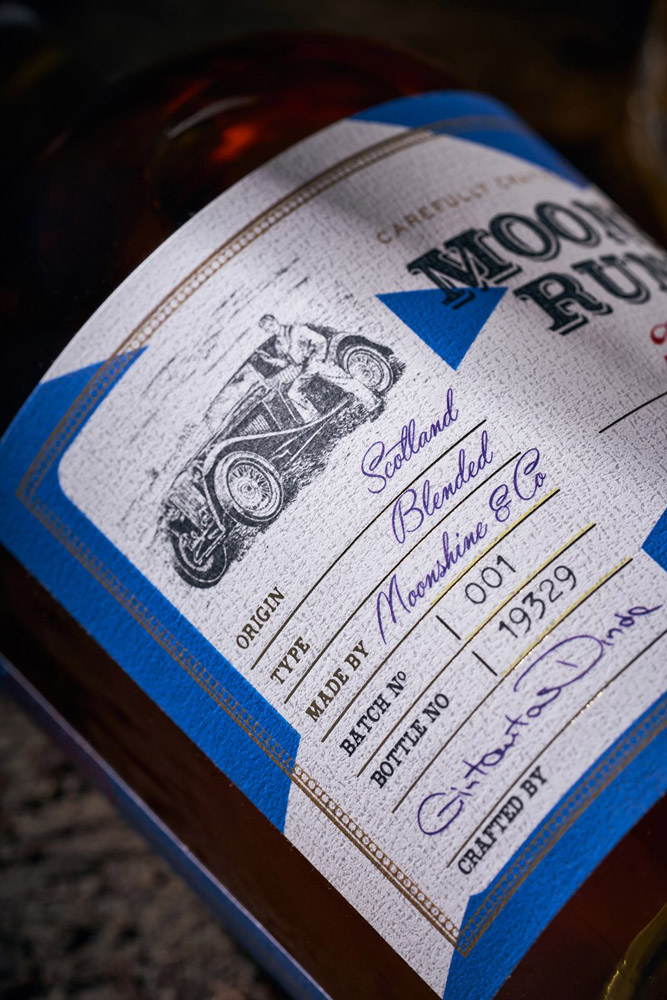 CAREFULLY
MOON
RUN
ORIGIN Scotland
TYPE Blended
MADE BY Moonshine & Co
BATCH Nº 001
BOTTLE NO 19329
CRAFTED BY